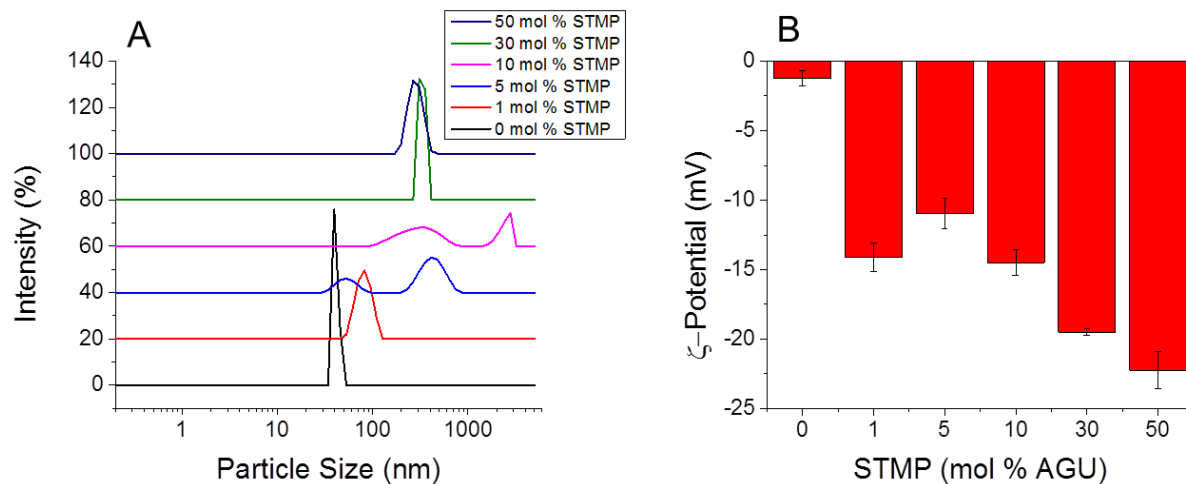 A
50 mol % STMP
30 mol % STMP
10 mol % STMP
5 mol % STMP
1 mol % STMP
0 mol % STMP
140
120
100
80
60
40
20
0
Intensity (%)
1
10
100
1000
Particle Size (nm)
B
0
-5
-10
-15
-20
-25
ζ–Potential (mV)
0
1
5
10
30
50
STMP (mol % AGU)